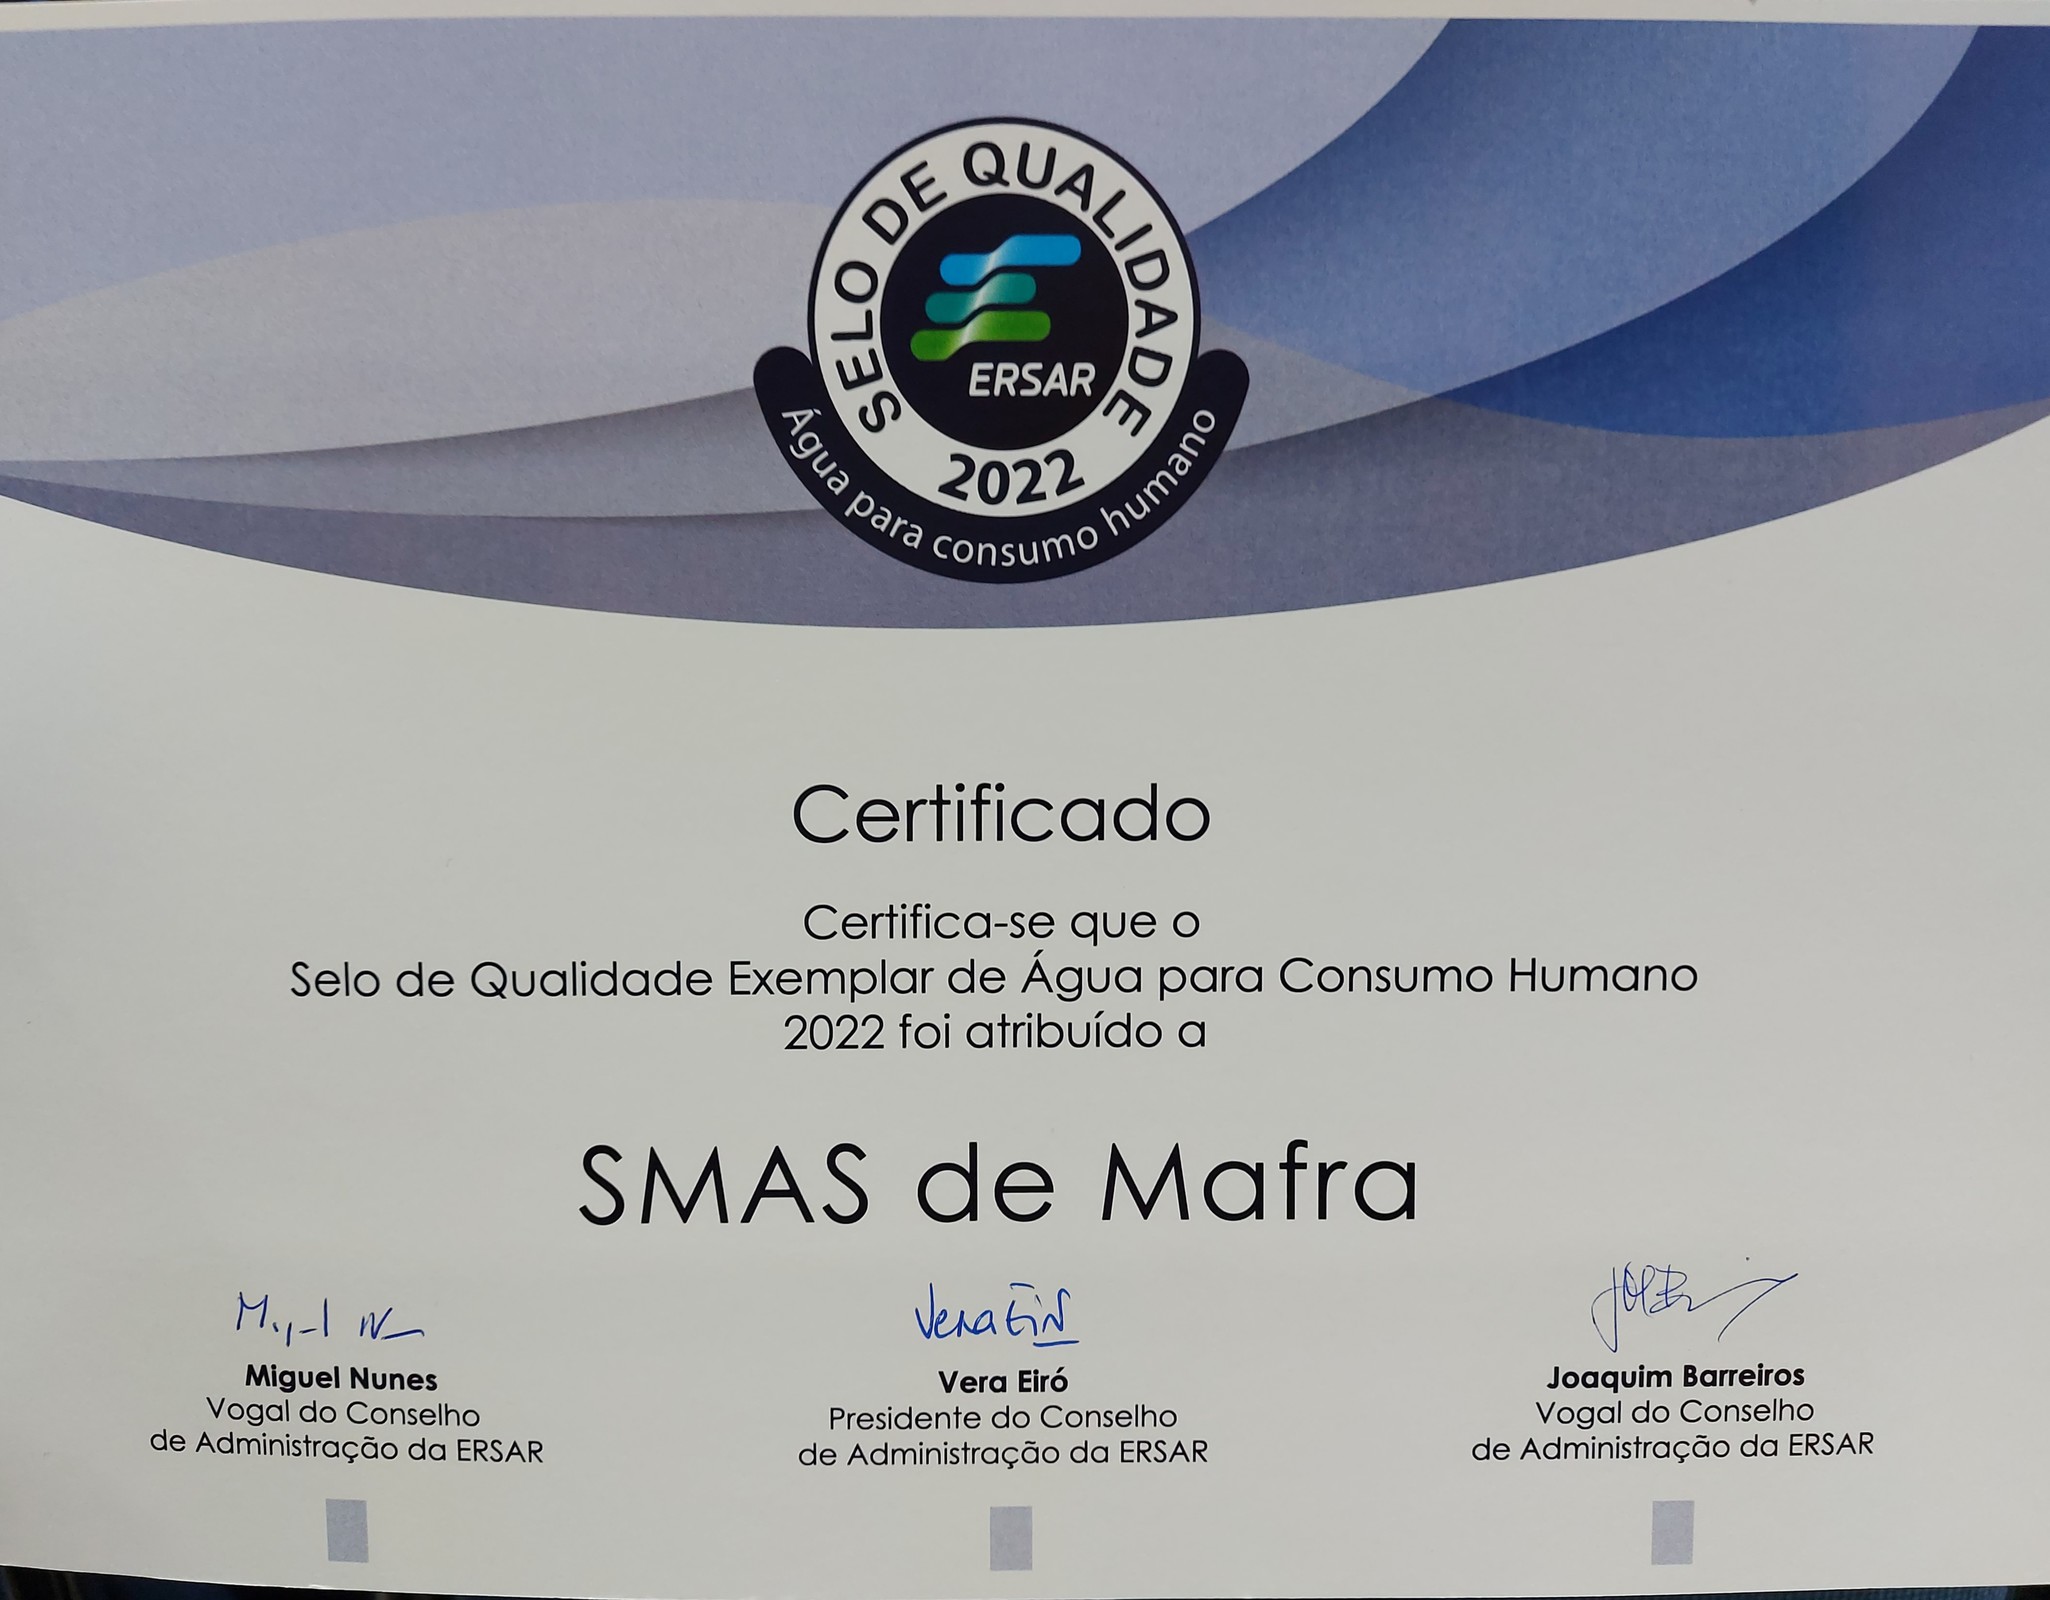 SELO DE QUALIDADE
ERSAR
2022
Água para consumo humano
Certificado
Certifica-se que o
Selo de Qualidade Exemplar de Água para Consumo Humano
2022 foi atribuído a
SMAS de Mafra
Vera Eiró
Miguel Nunes
Vogal do Conselho
de Administração da ERSAR
Vera Eiró
Presidente do Conselho
de Administração da ERSAR
Joaquim Barreiros
Vogal do Conselho
de Administração da ERSAR